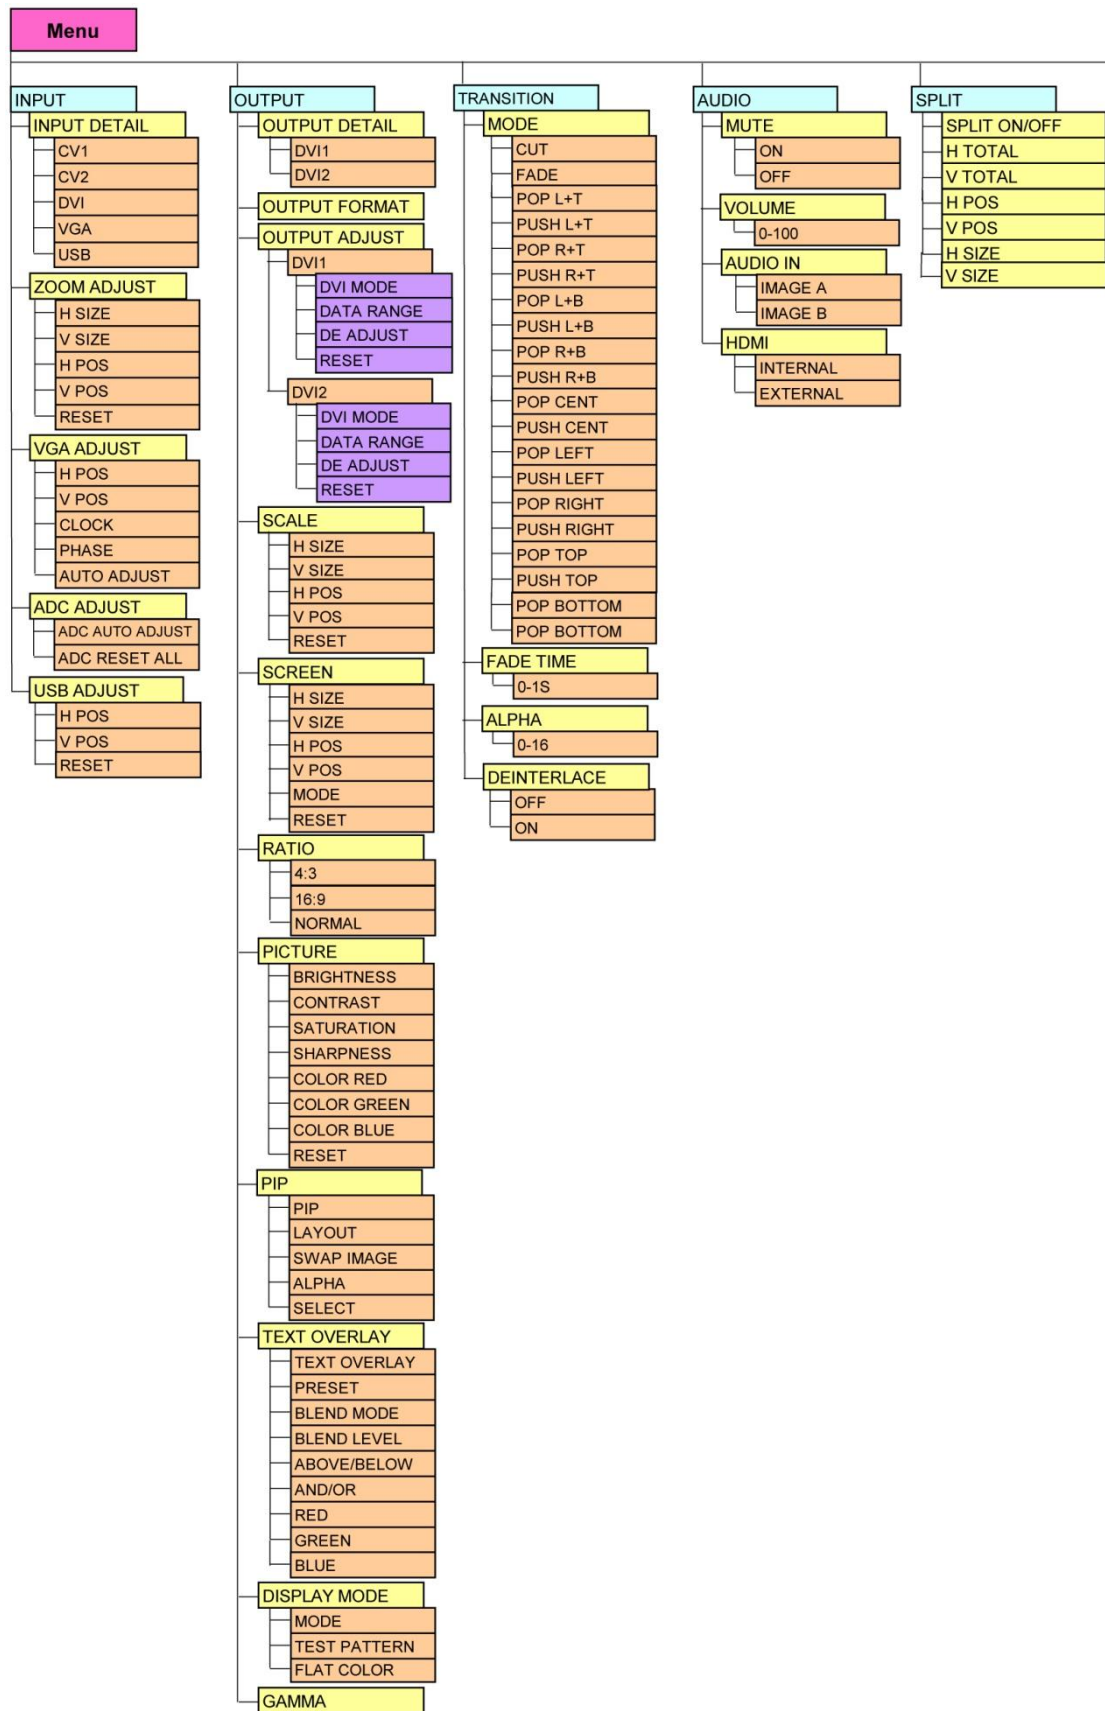 Menu
INPUT
INPUT DETAIL
CV1
CV2
DVI
VGA
USB
ZOOM ADJUST
H SIZE
V SIZE
H POS
V POS
RESET
VGA ADJUST
H POS
V POS
CLOCK
PHASE
AUTO ADJUST
ADC ADJUST
ADC AUTO ADJUST
ADC RESET ALL
USB ADJUST
H POS
V POS
RESET
OUTPUT
OUTPUT DETAIL
DVI1
DVI2
OUTPUT FORMAT
OUTPUT ADJUST
DVI1
DVI MODE
DATA RANGE
DE ADJUST
RESET
DVI2
DVI MODE
DATA RANGE
DE ADJUST
RESET
SCALE
H SIZE
V SIZE
H POS
V POS
RESET
SCREEN
H SIZE
V SIZE
H POS
V POS
MODE
RESET
RATIO
4:3
16:9
NORMAL
PICTURE
BRIGHTNESS
CONTRAST
SATURATION
SHARPNESS
COLOR RED
COLOR GREEN
COLOR BLUE
RESET
PIP
PIP
LAYOUT
SWAP IMAGE
ALPHA
SELECT
TEXT OVERLAY
TEXT OVERLAY
PRESET
BLEND MODE
BLEND LEVEL
ABOVE/BELOW
AND/OR
RED
GREEN
BLUE
DISPLAY MODE
MODE
TEST PATTERN
FLAT COLOR
GAMMA
TRANSITION
MODE
CUT
FADE
POP L+T
PUSH L+T
POP R+T
PUSH R+T
POP L+B
PUSH L+B
POP R+B
PUSH R+B
POP CENT
PUSH CENT
POP LEFT
PUSH LEFT
POP RIGHT
PUSH RIGHT
POP TOP
PUSH TOP
POP BOTTOM
POP BOTTOM
FADE TIME
0-1S
ALPHA
0-16
DEINTERLACE
OFF
ON
AUDIO
MUTE
ON
OFF
VOLUME
0-100
AUDIO IN
IMAGE A
IMAGE B
HDMI
INTERNAL
EXTERNAL
SPLIT
SPLIT ON/OFF
H TOTAL
V TOTAL
H POS
V POS
H SIZE
V SIZE